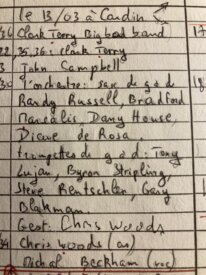 le 13/03 à Cardin
Clark Terry Bigbad band
35.36: Clark Terry
John Campbell
l'orchestre: sax de g à d
Randy Russell, Bradford
Marsalis, Dany House,
Diane de Rosa.
trompettes de g à d: Tony
Lujan, Byron Stripling,
Steve Rentschler, Gary
Blakman.
Gest: Chris Woods
Chris Woods (as)
Beckham (voc)